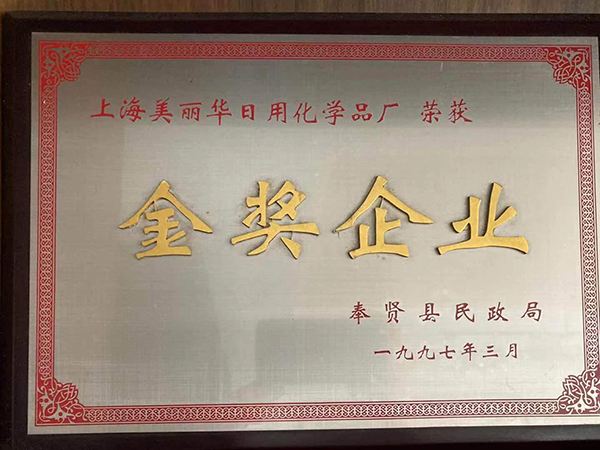 上海美丽华日用化学品厂 荣获
金奖企业
奉贤县民政局
一九九七年三月